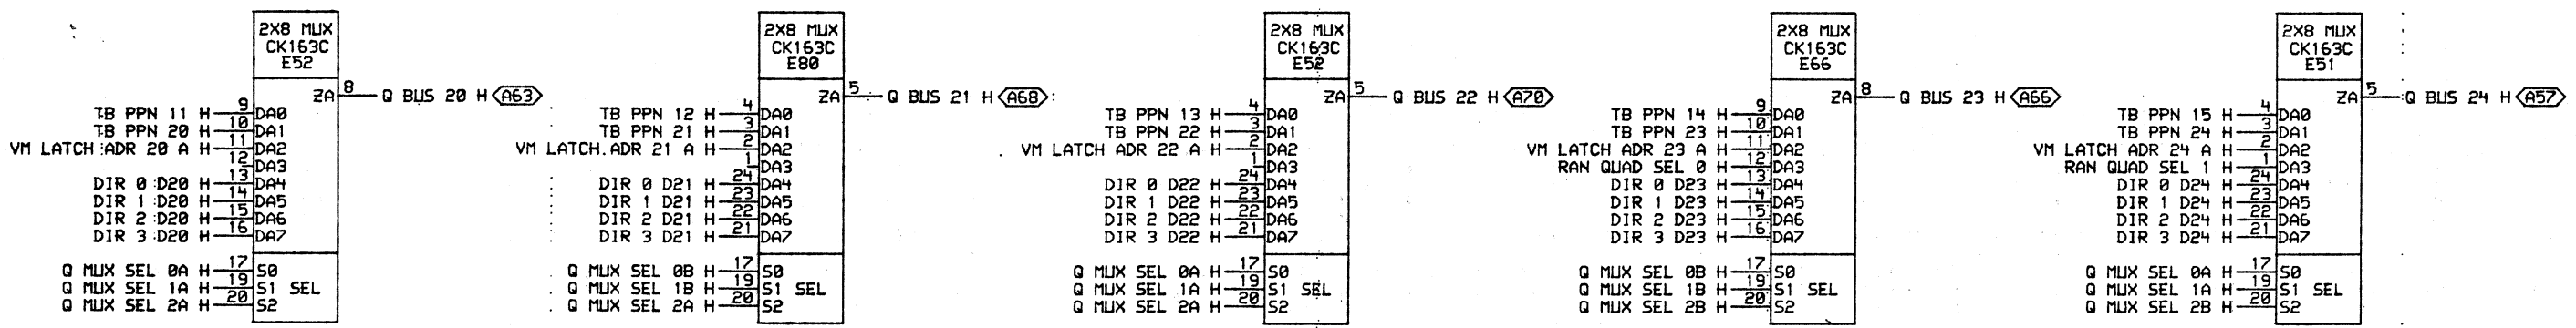 2X8 MUX
CK163C
E52
ZA 8 Q BUS 20 H A63
TB PPN 11 H 9 DA0
TB PPN 20 H 10 DA1
VM LATCH ADR 20 A H 11 DA2
12 DA3
DIR 0 D20 H 13 DA4
DIR 1 D20 H 14 DA5
DIR 2 D20 H 15 DA6
DIR 3 D20 H 16 DA7
Q MUX SEL 0A H 17 S0
Q MUX SEL 1A H 19 S1 SEL
Q MUX SEL 2A H 20 S2
2X8 MUX
CK163C
E80
ZA 5 Q BUS 21 H A68
TB PPN 12 H 4 DA0
TB PPN 21 H 3 DA1
VM LATCH ADR 21 A H 2 DA2
1 DA3
DIR 0 D21 H 24 DA4
DIR 1 D21 H 23 DA5
DIR 2 D21 H 22 DA6
DIR 3 D21 H 21 DA7
Q MUX SEL 0B H 17 S0
Q MUX SEL 1B H 19 S1 SEL
Q MUX SEL 2A H 20 S2
2X8 MUX
CK163C
E52
ZA 5 Q BUS 22 H A70
TB PPN 13 H 4 DA0
TB PPN 22 H 3 DA1
VM LATCH ADR 22 A H 2 DA2
1 DA3
DIR 0 D22 H 24 DA4
DIR 1 D22 H 23 DA5
DIR 2 D22 H 22 DA6
DIR 3 D22 H 21 DA7
Q MUX SEL 0A H 17 S0
Q MUX SEL 1A H 19 S1 SEL
Q MUX SEL 2A H 20 S2
2X8 MUX
CK163C
E66
ZA 8 Q BUS 23 H A66
TB PPN 14 H 9 DA0
TB PPN 23 H 10 DA1
VM LATCH ADR 23 A H 11 DA2
RAN QUAD SEL 0 H 12 DA3
DIR 0 D23 H 13 DA4
DIR 1 D23 H 14 DA5
DIR 2 D23 H 15 DA6
DIR 3 D23 H 16 DA7
Q MUX SEL 0B H 17 S0
Q MUX SEL 1B H 19 S1 SEL
Q MUX SEL 2B H 20 S2
2X8 MUX
CK163C
E51
ZA 5 Q BUS 24 H A57
TB PPN 15 H 4 DA0
TB PPN 24 H 3 DA1
VM LATCH ADR 24 A H 2 DA2
RAN QUAD SEL 1 H 1 DA3
DIR 0 D24 H 24 DA4
DIR 1 D24 H 23 DA5
DIR 2 D24 H 22 DA6
DIR 3 D24 H 21 DA7
Q MUX SEL 0A H 17 S0
Q MUX SEL 1A H 19 S1 SEL
Q MUX SEL 2B H 20 S2